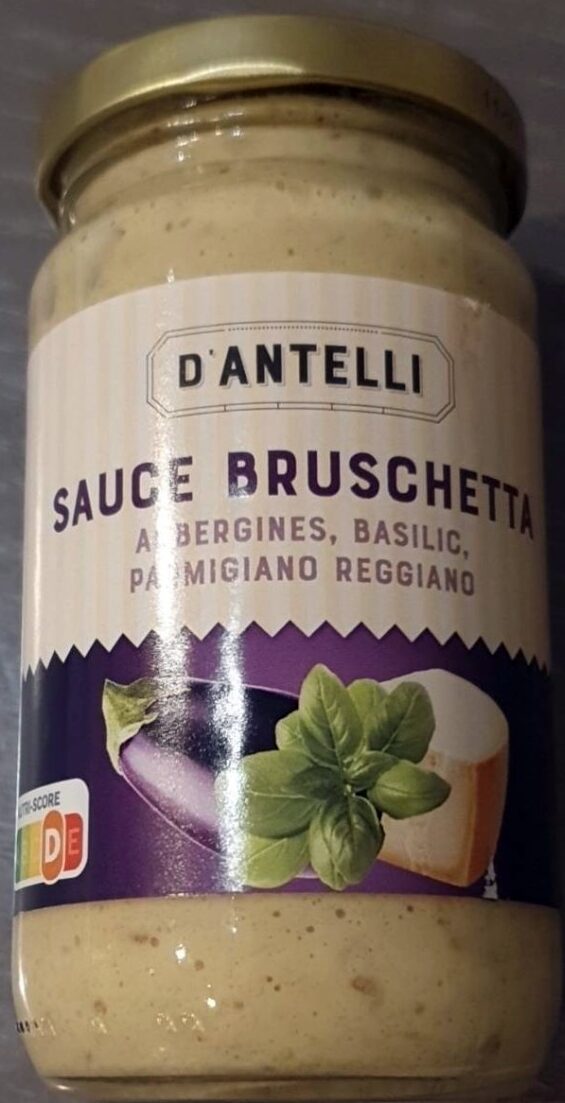 D'ANTELLI
SAUCE BRUSCHETTA
AUBERGINES, BASILIC,
PARMIGIANO REGGIANO
NUTRI-SCORE
D E